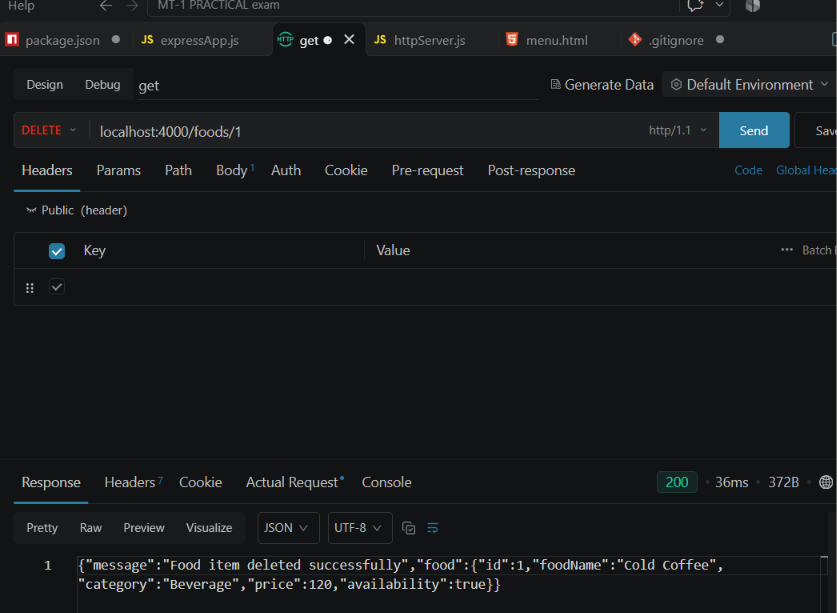 Help MT-1 PRACTICAL exam
package.json JS expressApp.js HTTP get JS httpServer.js menu.html .gitignore
Design Debug get Generate Data Default Environment
DELETE localhost:4000/foods/1 http/1.1 Send
Headers Params Path Body 1 Auth Cookie Pre-request Post-response Code Global
Public (header)
Key Value ••• Batch
Response Headers 7 Cookie Actual Request Console 200 36ms 372B
Pretty Raw Preview Visualize JSON UTF-8
1 {"message":"Food item deleted successfully","food":{"id":1,"foodName":"Cold Coffee",
"category":"Beverage","price":120,"availability":true}}